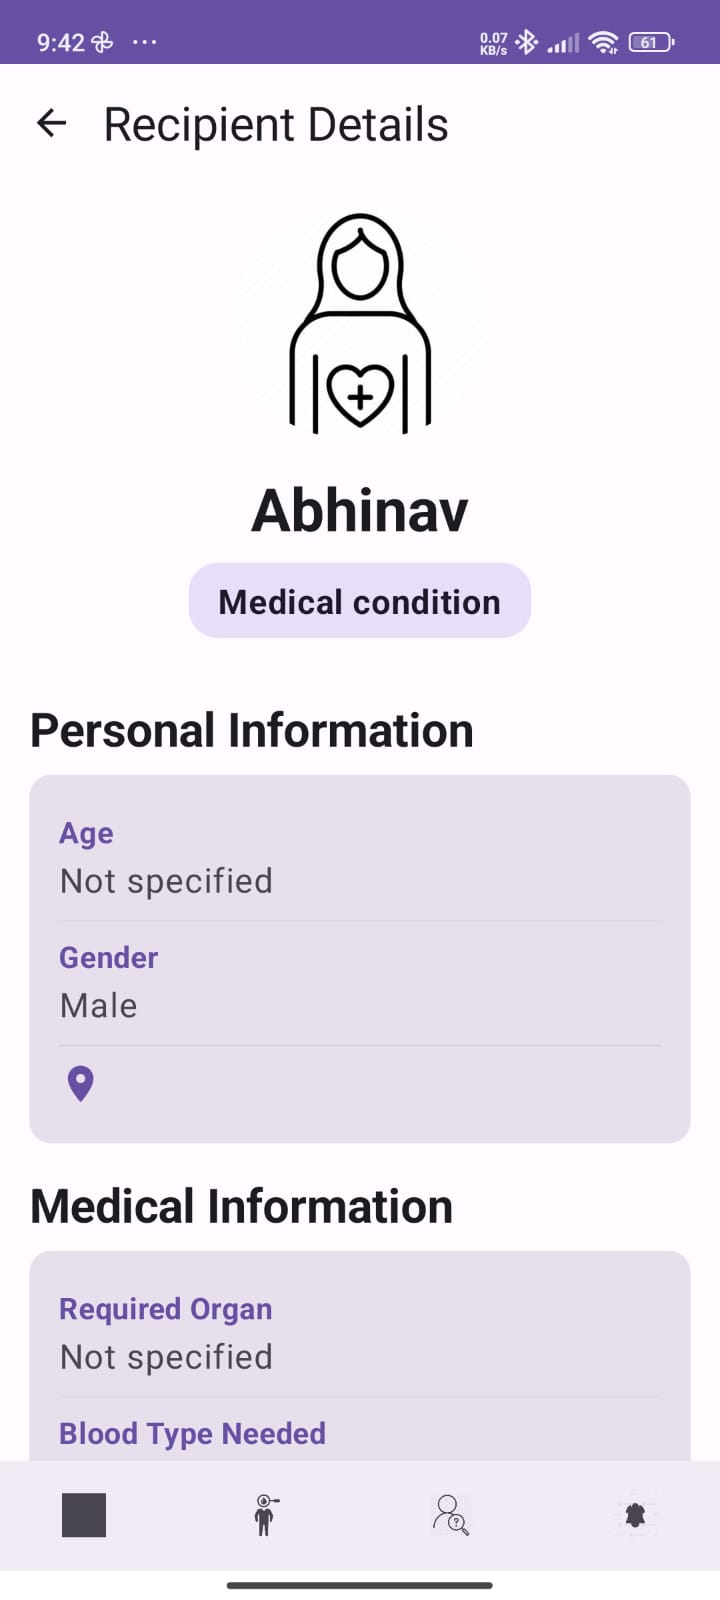 9:42
0.07
KB/s
61
Recipient Details
Abhinav
Medical condition
Personal Information
Age
Not specified
Gender
Male
Medical Information
Required Organ
Not specified
Blood Type Needed